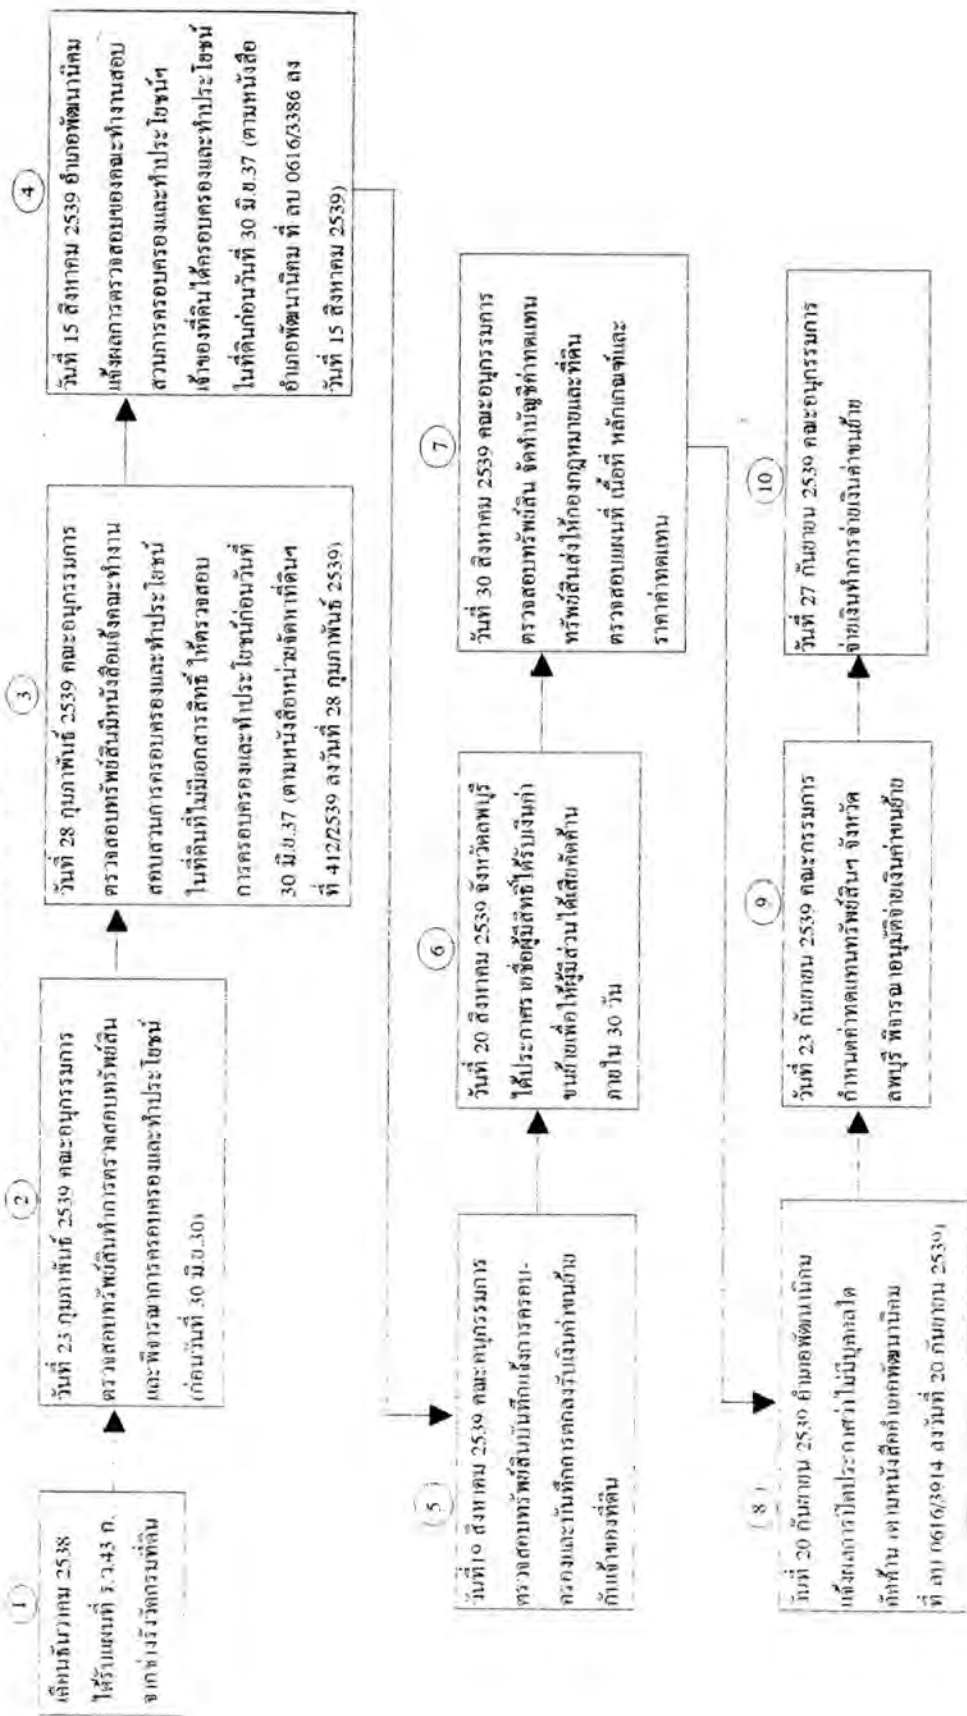 1
เดือนธันวาคม 2538
ได้รับแผนที่ ร.ว.43 ก.
จากช่างรังวัดกรมที่ดิน
2
วันที่ 23 กุมภาพันธ์ 2539 คณะอนุกรรมการ
ตรวจสอบทรัพย์สินทำการตรวจสอบทรัพย์สิน
และพิจารณาการครอบครองและทำประโยชน์
(ก่อนวันที่ 30 มิ.ย.30)
3
วันที่ 28 กุมภาพันธ์ 2539 คณะอนุกรรมการ
ตรวจสอบทรัพย์สินมีหนังสือแจ้งคณะทำงาน
สอบสวนการครอบครองและทำประโยชน์
ในที่ดินที่ไม่มีเอกสารสิทธิ์ ให้ตรวจสอบ
การครอบครองและทำประโยชน์ก่อนวันที่
30 มิ.ย.37 (ตามหนังสือหน่วยจัดหาที่ดินฯ
ที่ 412/2539 ลงวันที่ 28 กุมภาพันธ์ 2539)
4
วันที่ 15 สิงหาคม 2539 อำเภอพัฒนานิคม
แจ้งผลการตรวจสอบของคณะทำงานสอบ
สวนการครอบครองและทำประโยชน์ฯ
เจ้าของที่ดินได้ครอบครองและทำประโยชน์
ในที่ดินก่อนวันที่ 30 มิ.ย.37 (ตามหนังสือ
อำเภอพัฒนานิคม ที่ ลบ 0616/3386 ลง
วันที่ 15 สิงหาคม 2539)
5
วันที่19 สิงหาคม 2539 คณะอนุกรรมการ
ตรวจสอบทรัพย์สินบันทึกแจ้งการครอบ-
ครองและบันทึกการตกลงรับเงินค่าขนย้าย
กับเจ้าของที่ดิน
6
วันที่ 20 สิงหาคม 2539 จังหวัดลพบุรี
ได้ประกาศรายชื่อผู้มีสิทธิ์ได้รับเงินค่า
ขนย้ายเพื่อให้ผู้มีส่วนได้เสียคัดค้าน
ภายใน 30 วัน
7
วันที่ 30 สิงหาคม 2539 คณะอนุกรรมการ
ตรวจสอบทรัพย์สิน จัดทำบัญชีค่าทดแทน
ทรัพย์สินส่งให้กองกฎหมายและที่ดิน
ตรวจสอบแผนที่ เนื้อที่ หลักเกณฑ์และ
ราคาค่าทดแทน
8
วันที่ 20 กันยายน 2539 อำเภอพัฒนานิคม
แจ้งผลการปิดประกาศว่าไม่มีบุคคลใด
คัดค้าน (ตามหนังสืออำเภอพัฒนานิคม
ที่ ลบ 0616/3914 ลงวันที่ 20 กันยายน 2539)
9
วันที่ 23 กันยายน 2539 คณะกรรมการ
กำหนดค่าทดแทนทรัพย์สินฯ จังหวัด
ลพบุรี พิจารณาอนุมัติจ่ายเงินค่าขนย้าย
10
วันที่ 27 กันยายน 2539 คณะอนุกรรมการ
จ่ายเงินทำการจ่ายเงินค่าขนย้าย